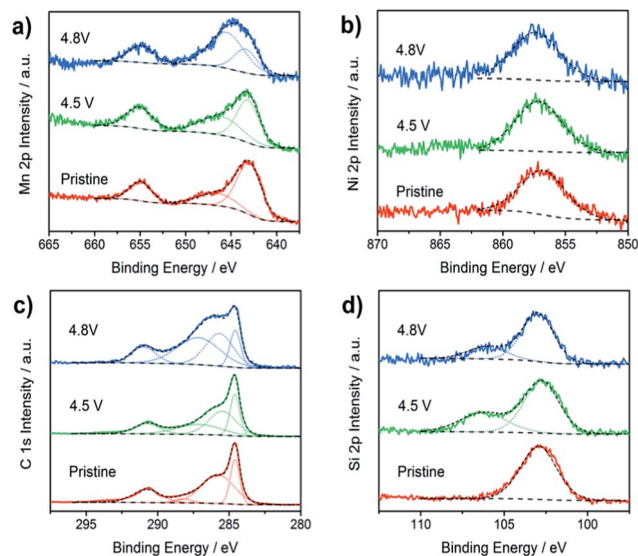 a)
Mn 2p Intensity / a.u.
4.8V
4.5 V
Pristine
665 660 655 650 645 640
Binding Energy / eV
b)
Ni 2p Intensity / a.u.
4.8V
4.5 V
Pristine
870 865 860 855 850
Binding Energy / eV
c)
C 1s Intensity / a.u.
4.8V
4.5 V
Pristine
295 290 285 280
Binding Energy / eV
d)
Si 2p Intensity / a.u.
4.8V
4.5 V
Pristine
110 105 100
Binding Energy / eV